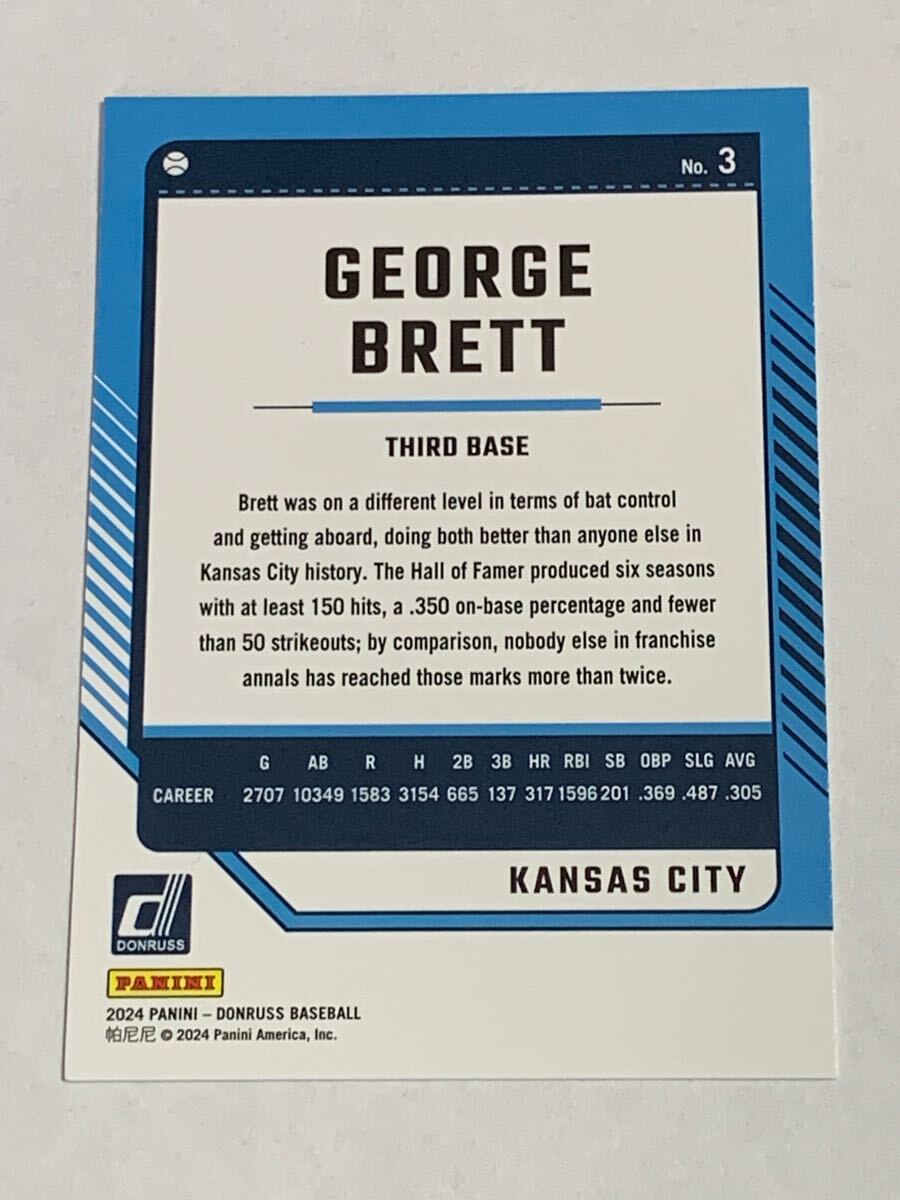 No. 3
GEORGE
BRETT
THIRD BASE
Brett was on a different level in terms of bat control
and getting aboard, doing both better than anyone else in
Kansas City history. The Hall of Famer produced six seasons
with at least 150 hits, a .350 on-base percentage and fewer
than 50 strikeouts; by comparison, nobody else in franchise
annals has reached those marks more than twice.
G AB R H 2B 3B HR RBI SB OBP SLG AVG
CAREER 2707 10349 1583 3154 665 137 317 1596 201 .369 .487 .305
KANSAS CITY
d
DONRUSS
PANINI
2024 PANINI – DONRUSS BASEBALL
帕尼尼 © 2024 Panini America, Inc.